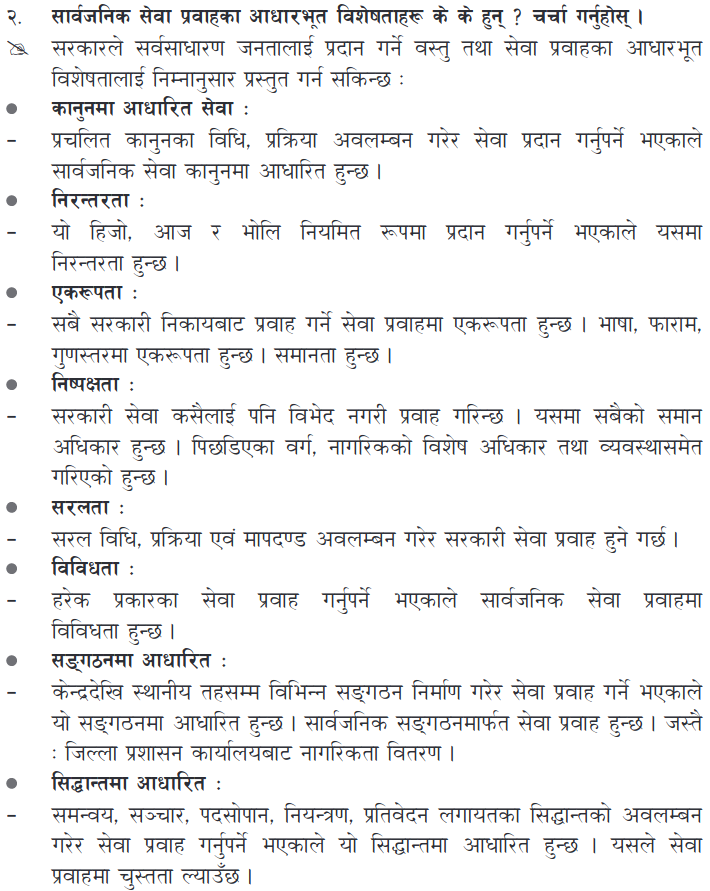 २. सार्वजनिक सेवा प्रवाहका आधारभूत विशेषताहरू के के हुन् ? चर्चा गर्नुहोस् ।
सरकारले सर्वसाधारण जनतालाई प्रदान गर्ने वस्तु तथा सेवा प्रवाहका आधारभूत
विशेषतालाई निम्नानुसार प्रस्तुत गर्न सकिन्छ :
● कानुनमा आधारित सेवा :
– प्रचलित कानुनका विधि, प्रक्रिया अवलम्बन गरेर सेवा प्रदान गर्नुपर्ने भएकाले
सार्वजनिक सेवा कानुनमा आधारित हुन्छ ।
● निरन्तरता :
– यो हिजो, आज र भोलि नियमित रूपमा प्रदान गर्नुपर्ने भएकाले यसमा
निरन्तरता हुन्छ ।
● एकरूपता :
– सबै सरकारी निकायबाट प्रवाह गर्ने सेवा प्रवाहमा एकरूपता हुन्छ । भाषा, फाराम,
गुणस्तरमा एकरूपता हुन्छ । समानता हुन्छ ।
● निष्पक्षता :
– सरकारी सेवा कसैलाई पनि विभेद नगरी प्रवाह गरिन्छ । यसमा सबैको समान
अधिकार हुन्छ । पिछडिएका वर्ग, नागरिकको विशेष अधिकार तथा व्यवस्थासमेत
गरिएको हुन्छ ।
● सरलता :
– सरल विधि, प्रक्रिया एवं मापदण्ड अवलम्बन गरेर सरकारी सेवा प्रवाह हुने गर्छ ।
● विविधता :
– हरेक प्रकारका सेवा प्रवाह गर्नुपर्ने भएकाले सार्वजनिक सेवा प्रवाहमा
विविधता हुन्छ ।
● सङ्गठनमा आधारित :
– केन्द्रदेखि स्थानीय तहसम्म विभिन्न सङ्गठन निर्माण गरेर सेवा प्रवाह गर्ने भएकाले
यो सङ्गठनमा आधारित हुन्छ । सार्वजनिक सङ्गठनमार्फत सेवा प्रवाह हुन्छ । जस्तै
: जिल्ला प्रशासन कार्यालयबाट नागरिकता वितरण ।
● सिद्धान्तमा आधारित :
– समन्वय, सञ्चार, पदसोपान, नियन्त्रण, प्रतिवेदन लगायतका सिद्धान्तको अवलम्बन
गरेर सेवा प्रवाह गर्नुपर्ने भएकाले यो सिद्धान्तमा आधारित हुन्छ । यसले सेवा
प्रवाहमा चुस्तता ल्याउँछ ।